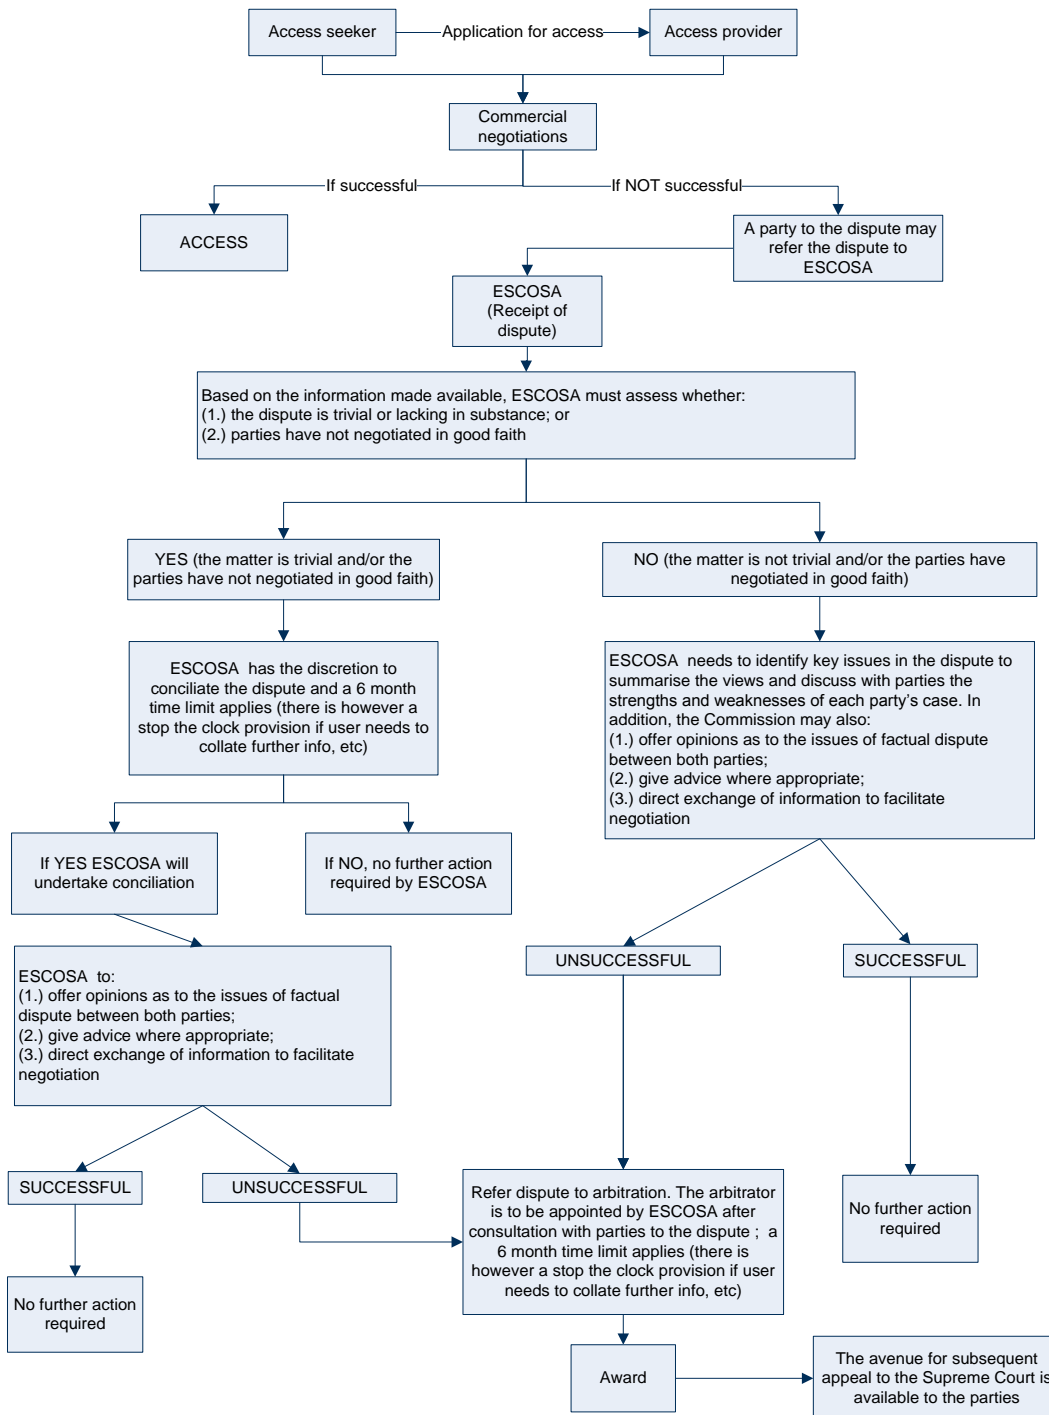 Access seeker
Application for access
Access provider
Commercial
negotiations
If successful
If NOT successful
ACCESS
A party to the dispute may
refer the dispute to
ESCOSA
ESCOSA
(Receipt of
dispute)
Based on the information made available, ESCOSA must assess whether:
(1.) the dispute is trivial or lacking in substance; or
(2.) parties have not negotiated in good faith
YES (the matter is trivial and/or the
parties have not negotiated in good faith)
NO (the matter is not trivial and/or the parties have
negotiated in good faith)
ESCOSA has the discretion to
conciliate the dispute and a 6 month
time limit applies (there is however a
stop the clock provision if user needs to
collate further info, etc)
ESCOSA needs to identify key issues in the dispute to
summarise the views and discuss with parties the
strengths and weaknesses of each party's case. In
addition, the Commission may also:
(1.) offer opinions as to the issues of factual dispute
between both parties;
(2.) give advice where appropriate;
(3.) direct exchange of information to facilitate
negotiation
If YES ESCOSA will
undertake conciliation
If NO, no further action
required by ESCOSA
ESCOSA to:
(1.) offer opinions as to the issues of factual
dispute between both parties;
(2.) give advice where appropriate;
(3.) direct exchange of information to facilitate
negotiation
UNSUCCESSFUL
SUCCESSFUL
SUCCESSFUL
UNSUCCESSFUL
Refer dispute to arbitration. The arbitrator
is to be appointed by ESCOSA after
consultation with parties to the dispute ; a
6 month time limit applies (there is
however a stop the clock provision if user
needs to collate further info, etc)
No further action
required
No further action
required
Award
The avenue for subsequent
appeal to the Supreme Court is
available to the parties